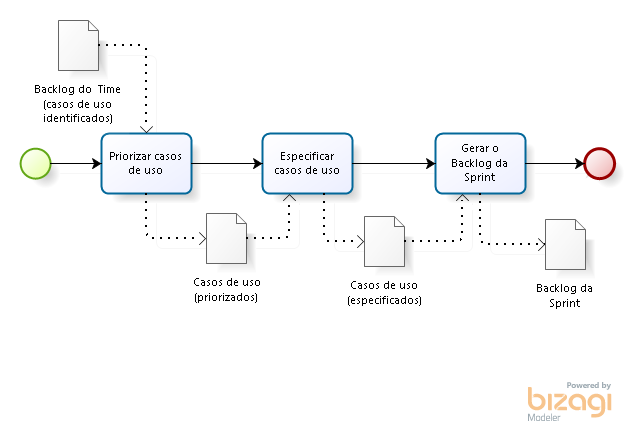 Backlog do Time
(casos de uso
identificados)
Priorizar casos
de uso
Especificar
casos de uso
Gerar o
Backlog da
Sprint
Casos de uso
(priorizados)
Casos de uso
(especificados)
Backlog da
Sprint
Powered by
bizagi
Modeler